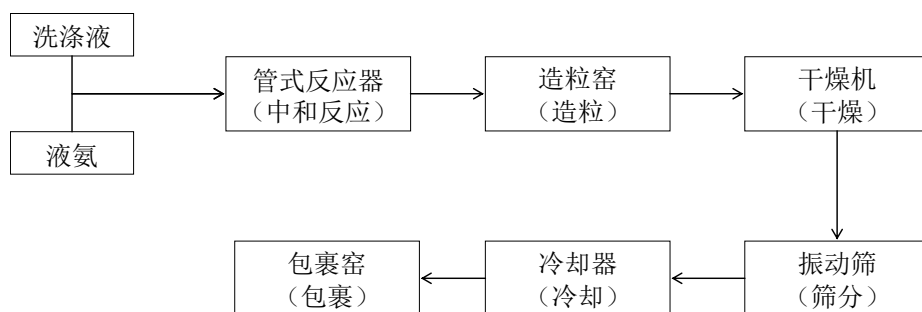 洗涤液
液氨
管式反应器
（中和反应）
造粒窑
（造粒）
干燥机
（干燥）
振动筛
（筛分）
冷却器
（冷却）
包裹窑
（包裹）